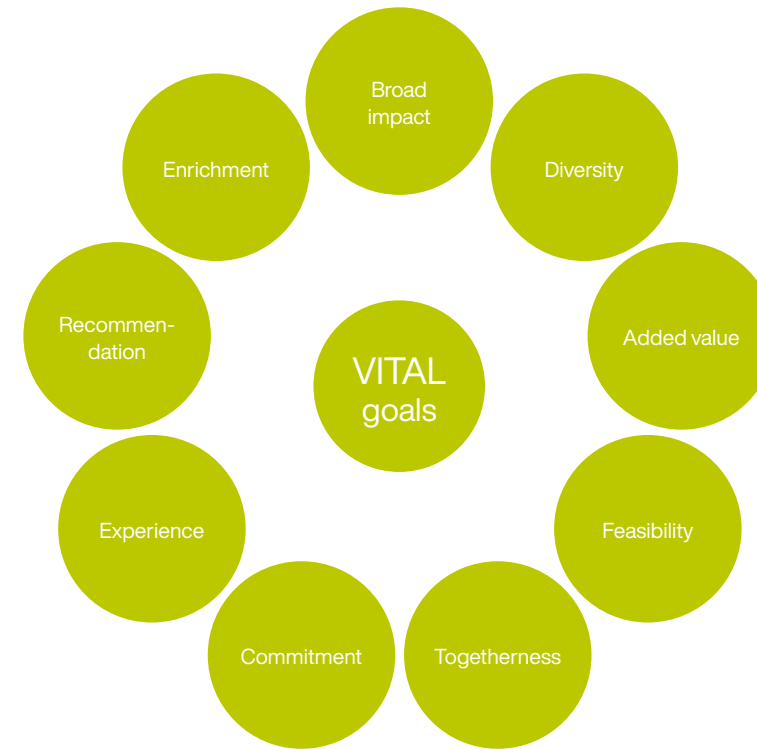 Broad
impact
Diversity
Added value
Feasibility
Togetherness
Commitment
Experience
Recommen-
dation
Enrichment
VITAL
goals